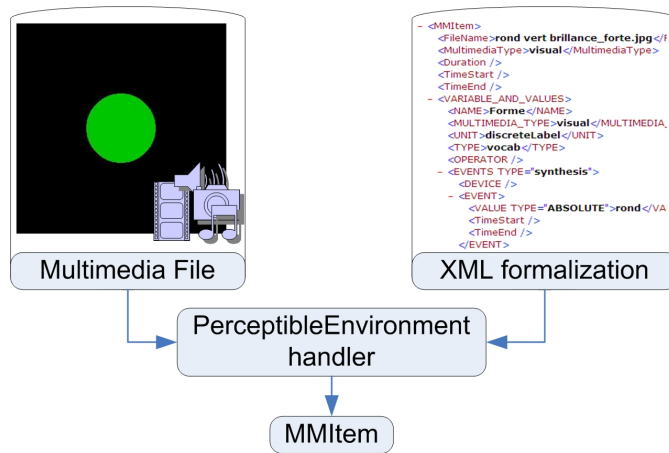 - <MMItem>
<FileName>rond vert brillance_forte.jpg</F
<MultimediaType>visual</MultimediaType>
<Duration />
<TimeStart />
<TimeEnd />
- <VARIABLE_AND_VALUES>
<NAME>Forme</NAME>
<MULTIMEDIA_TYPE>visual</MULTIMEDIA_
<UNIT>discreteLabel</UNIT>
<TYPE>vocab</TYPE>
<OPERATOR />
- <EVENTS TYPE="synthesis">
<DEVICE />
- <EVENT>
<VALUE TYPE="ABSOLUTE">rond</VA
<TimeStart />
<TimeEnd />
</EVENT>
Multimedia File
XML formalization
PerceptibleEnvironment
handler
MMItem